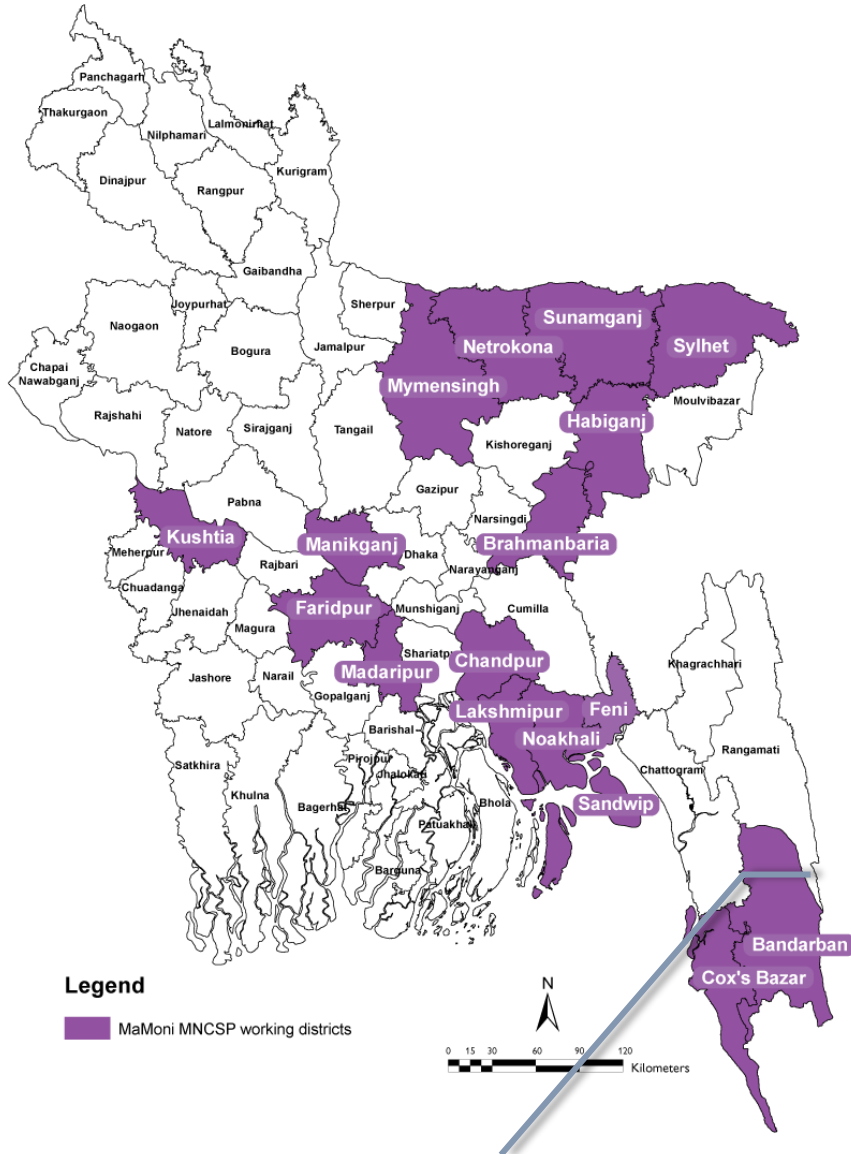 Panchagarh
Thakurgaon
Lalmonirhat
Nilphamari
Kurigram
Dinajpur
Rangpur
Gaibandha
Joypurhat
Sherpur
Naogaon
Sunamganj
Netrokona
Sylhet
Bogura
Jamalpur
Chapai
Nawabganj
Mymensingh
Moulvibazar
Rajshahi
Habiganj
Natore
Sirajganj
Tangail
Kishoreganj
Gazipur
Pabna
Narsingdi
Kushtia
Manikganj
Brahmanbaria
Meherpur
Dhaka
Rajbari
Narayanganj
Chuadanga
Faridpur
Munshiganj
Cumilla
Jhenaidah
Magura
Shariatpu
Chandpur
Khagrachhari
Madaripur
Jashore
Narail
Gopalganj
Lakshmipur
Feni
Barishal
Noakhali
Rangamati
Satkhira
Pirojpur
Chattogram
Jhalokati
Khulna
Bagerhat
Bhola
Sandwip
Patuakhali
Barguna
Bandarban
Cox's Bazar
Legend
MaMoni MNCSP working districts
N
0 15 30 60 90 120
Kilometers